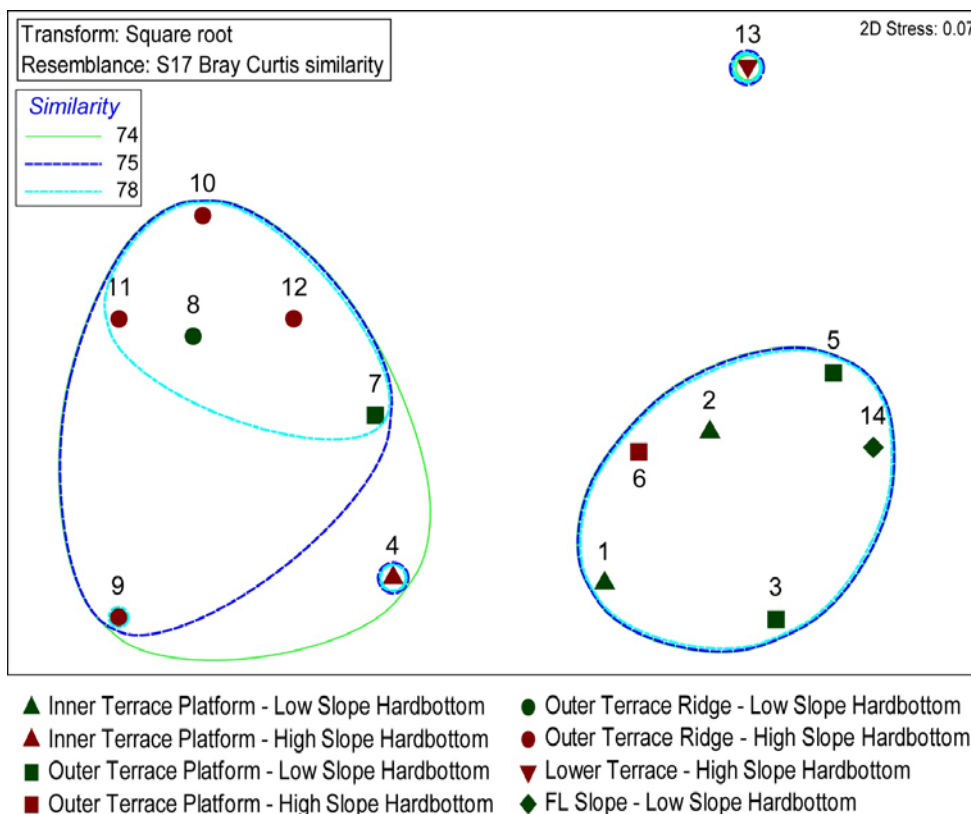 Transform: Square root
Resemblance: S17 Bray Curtis similarity
2D Stress: 0.07
Similarity
74
75
78
13
10
11
8
12
7
5
2
14
6
4
1
3
9
Inner Terrace Platform - Low Slope Hardbottom
Inner Terrace Platform - High Slope Hardbottom
Outer Terrace Platform - Low Slope Hardbottom
Outer Terrace Platform - High Slope Hardbottom
Outer Terrace Ridge - Low Slope Hardbottom
Outer Terrace Ridge - High Slope Hardbottom
Lower Terrace - High Slope Hardbottom
FL Slope - Low Slope Hardbottom